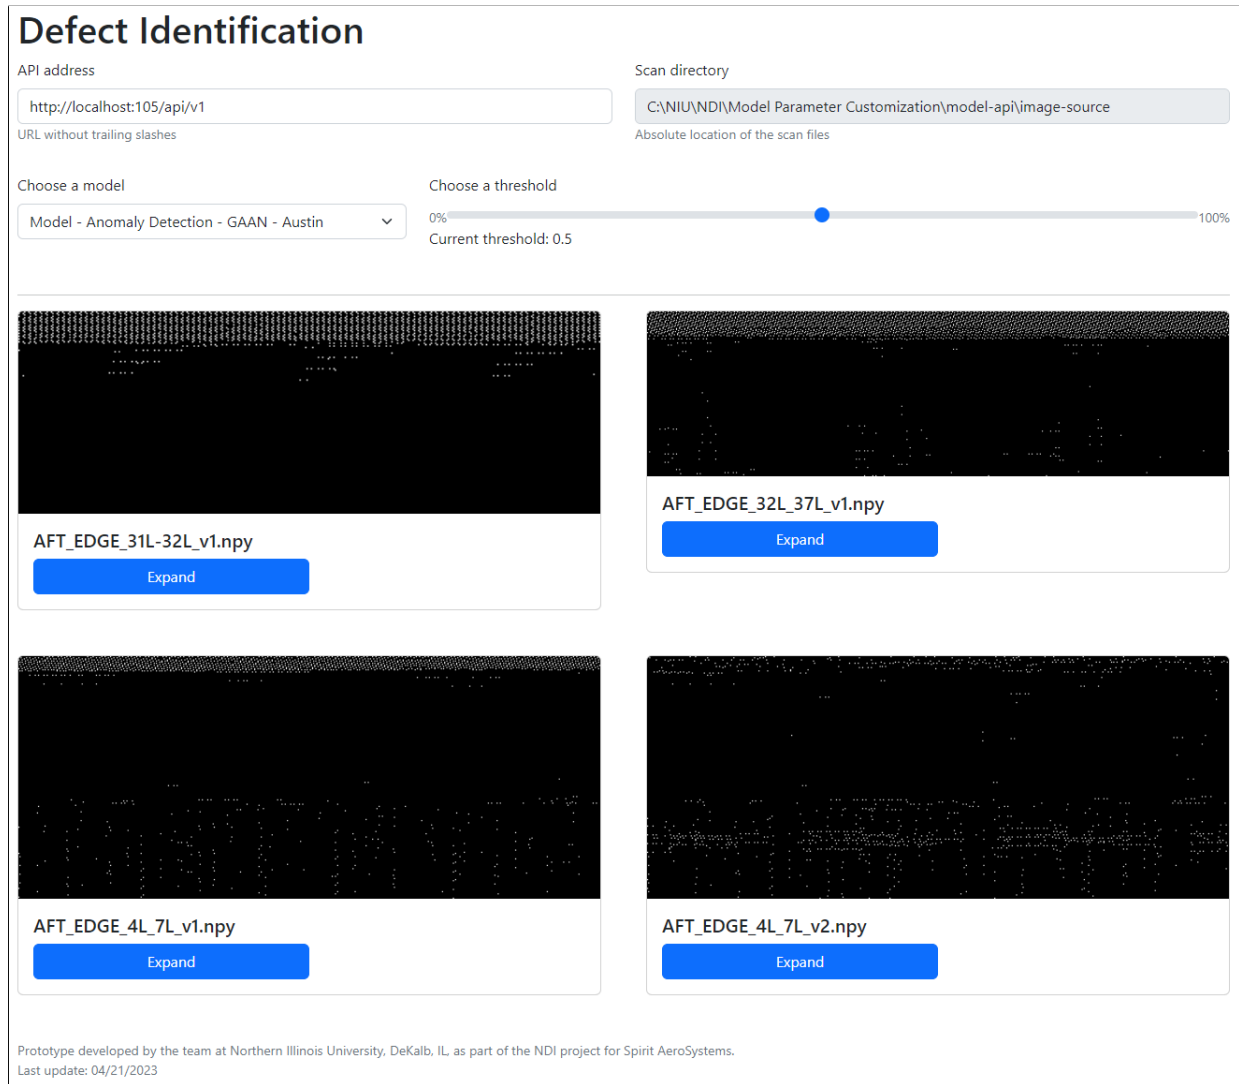 Defect Identification
API address
Scan directory
http://localhost:105/api/v1
C:\NIU\NDI\Model Parameter Customization\model-api\image-source
URL without trailing slashes
Absolute location of the scan files
Choose a model
Choose a threshold
Model - Anomaly Detection - GAAN - Austin
0%
100%
Current threshold: 0.5
AFT_EDGE_31L-32L_v1.npy
Expand
AFT_EDGE_32L_37L_v1.npy
Expand
AFT_EDGE_4L_7L_v1.npy
Expand
AFT_EDGE_4L_7L_v2.npy
Expand
Prototype developed by the team at Northern Illinois University, DeKalb, IL, as part of the NDI project for Spirit AeroSystems.
Last update: 04/21/2023